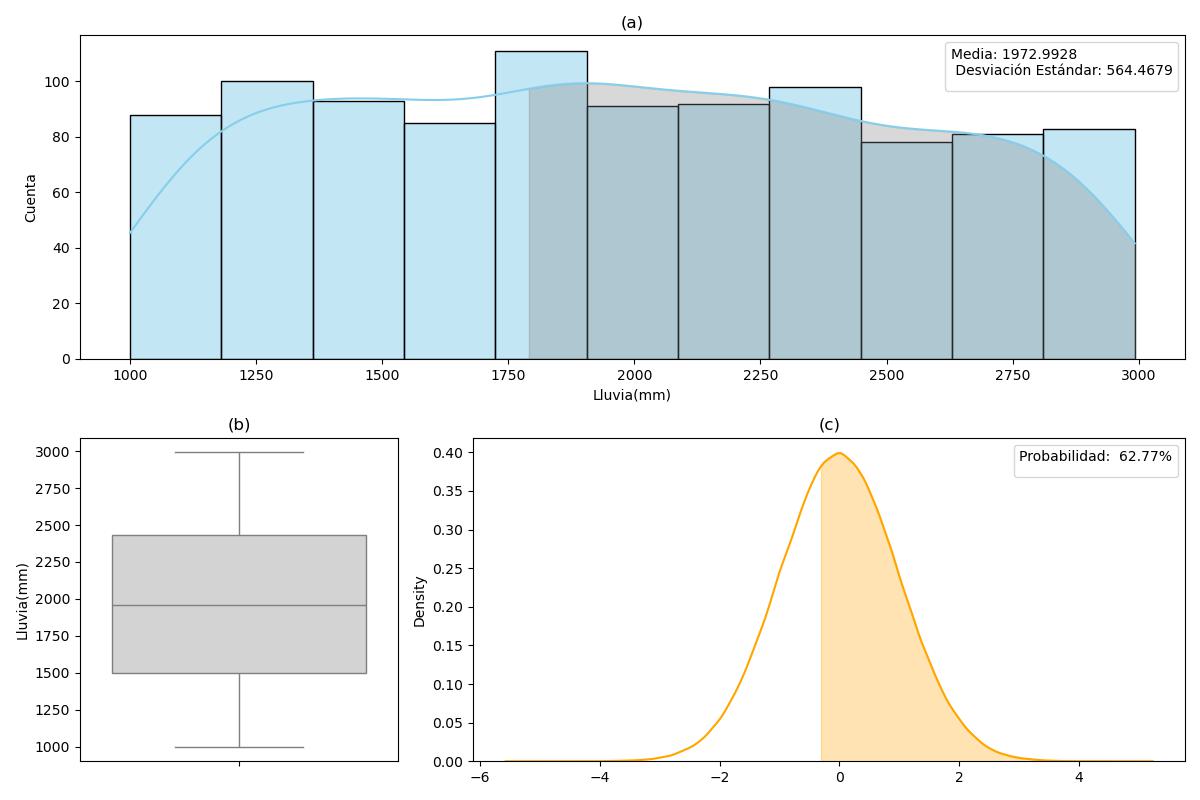 (a)
Media: 1972.9928
Desviación Estándar: 564.4679
Cuenta
100
80
60
40
20
0
1000 1250 1500 1750 2000 2250 2500 2750 3000
Lluvia(mm)
(b)
Lluvia(mm)
3000
2750
2500
2250
2000
1750
1500
1250
1000
(c)
Probabilidad: 62.77%
Density
0.40
0.35
0.30
0.25
0.20
0.15
0.10
0.05
0.00
−6 −4 −2 0 2 4